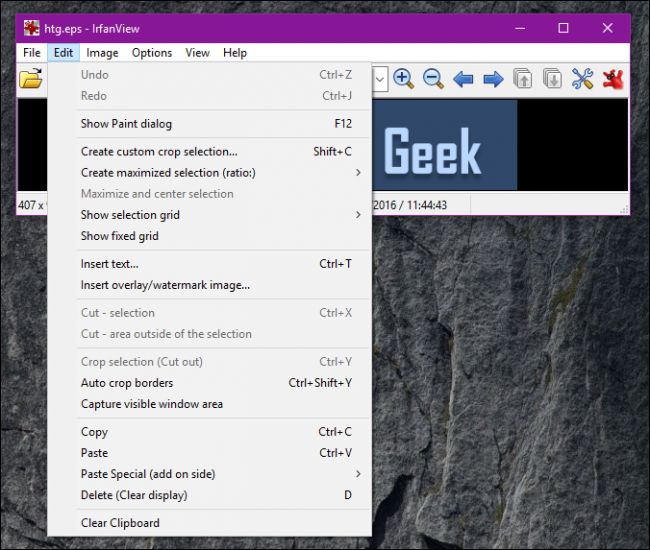 htg.eps - IrfanView
File Edit Image Options View Help
Undo Ctrl+Z
Redo Ctrl+J
Show Paint dialog F12
Create custom crop selection... Shift+C
Create maximized selection (ratio:)
Maximize and center selection
Show selection grid
Show fixed grid
Insert text... Ctrl+T
Insert overlay/watermark image...
Cut - selection Ctrl+X
Cut - area outside of the selection
Crop selection (Cut out) Ctrl+Y
Auto crop borders Ctrl+Shift+Y
Capture visible window area
Copy Ctrl+C
Paste Ctrl+V
Paste Special (add on side)
Delete (Clear display) D
Clear Clipboard
Geek
407 x
2016 / 11:44:43